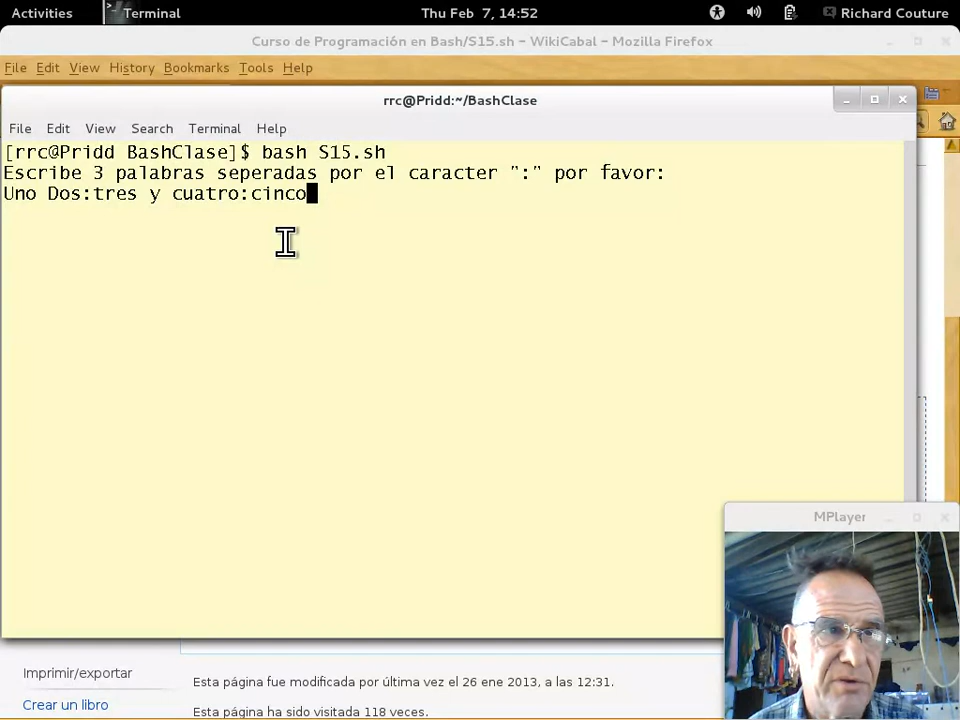 Activities Terminal Thu Feb 7, 14:52 Richard Couture
Curso de Programación en Bash/S15.sh – WikiCabal – Mozilla Firefox
File Edit View History Bookmarks Tools Help
rrc@Pridd:~/BashClase
File Edit View Search Terminal Help
[rrc@Pridd BashClase]$ bash S15.sh
Escribe 3 palabras seperadas por el caracter ":" por favor:
Uno Dos:tres y cuatro:cinco
MPlayer
Imprimir/exportar
Crear un libro
Esta página fue modificada por última vez el 26 ene 2013, a las 12:31.
Esta página ha sido visitada 118 veces.